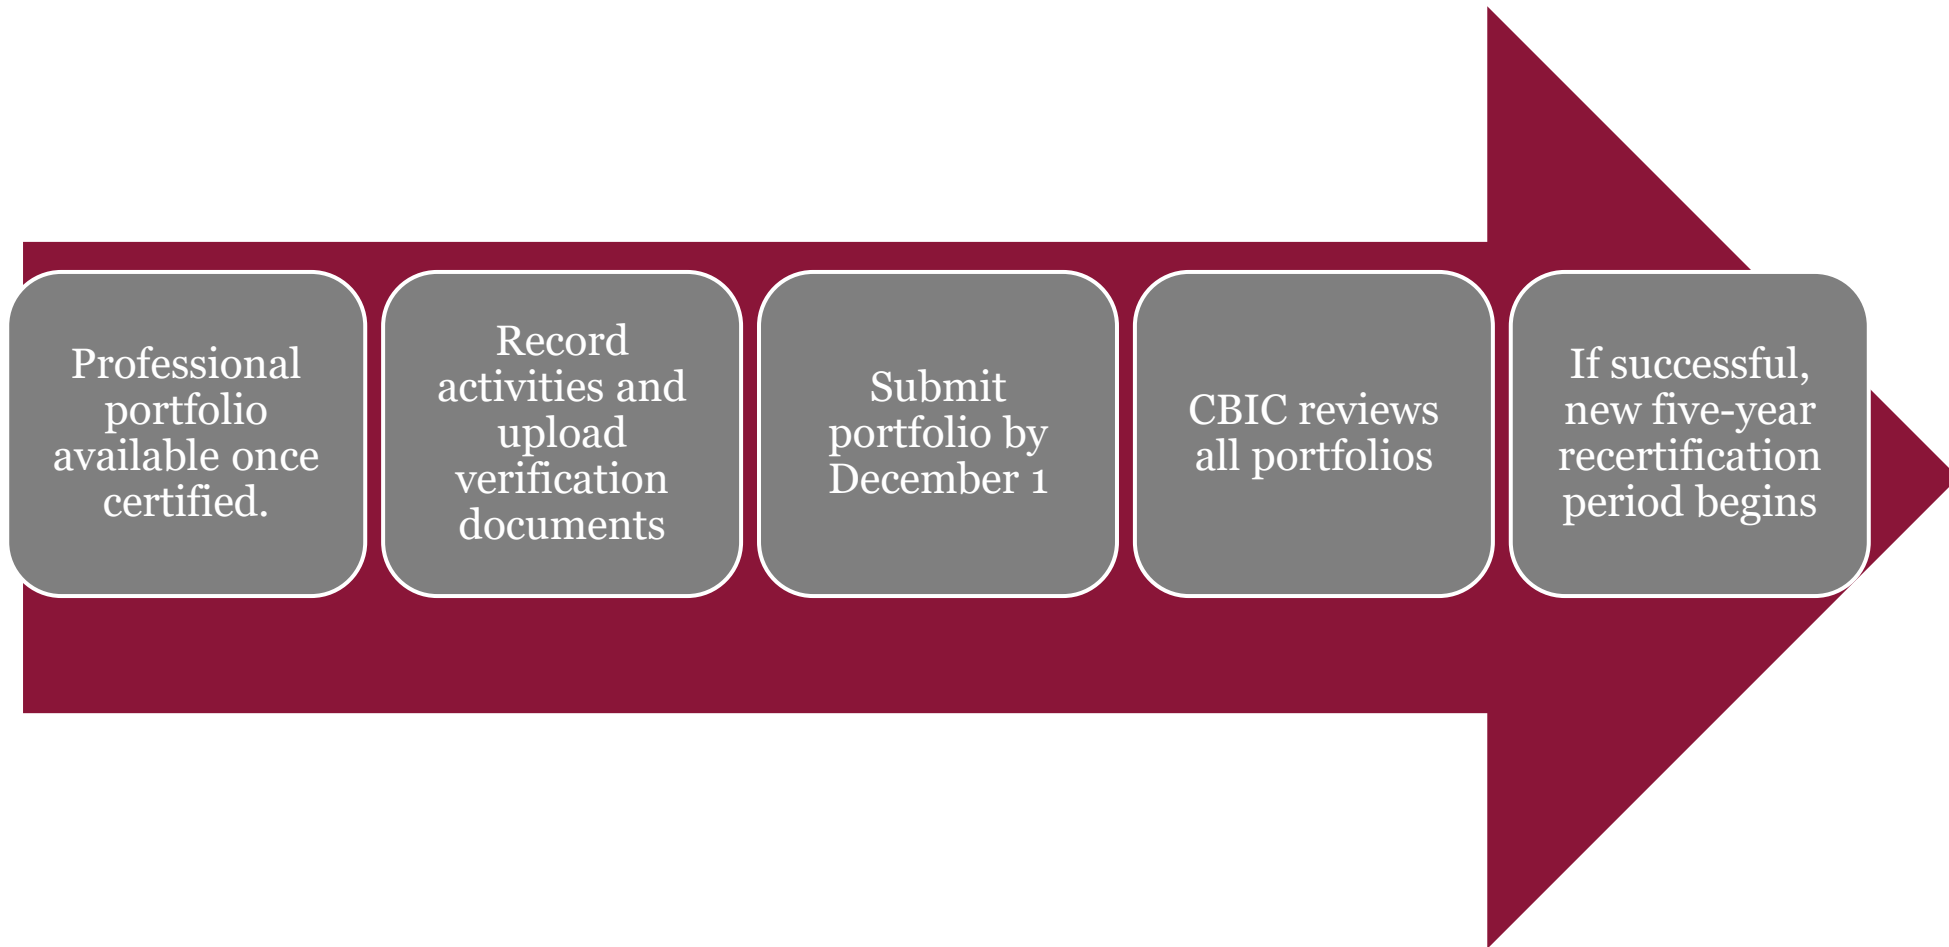 Professional
portfolio
available once
certified.
Record
activities and
upload
verification
documents
Submit
portfolio by
December 1
CBIC reviews
all portfolios
If successful,
new five-year
recertification
period begins